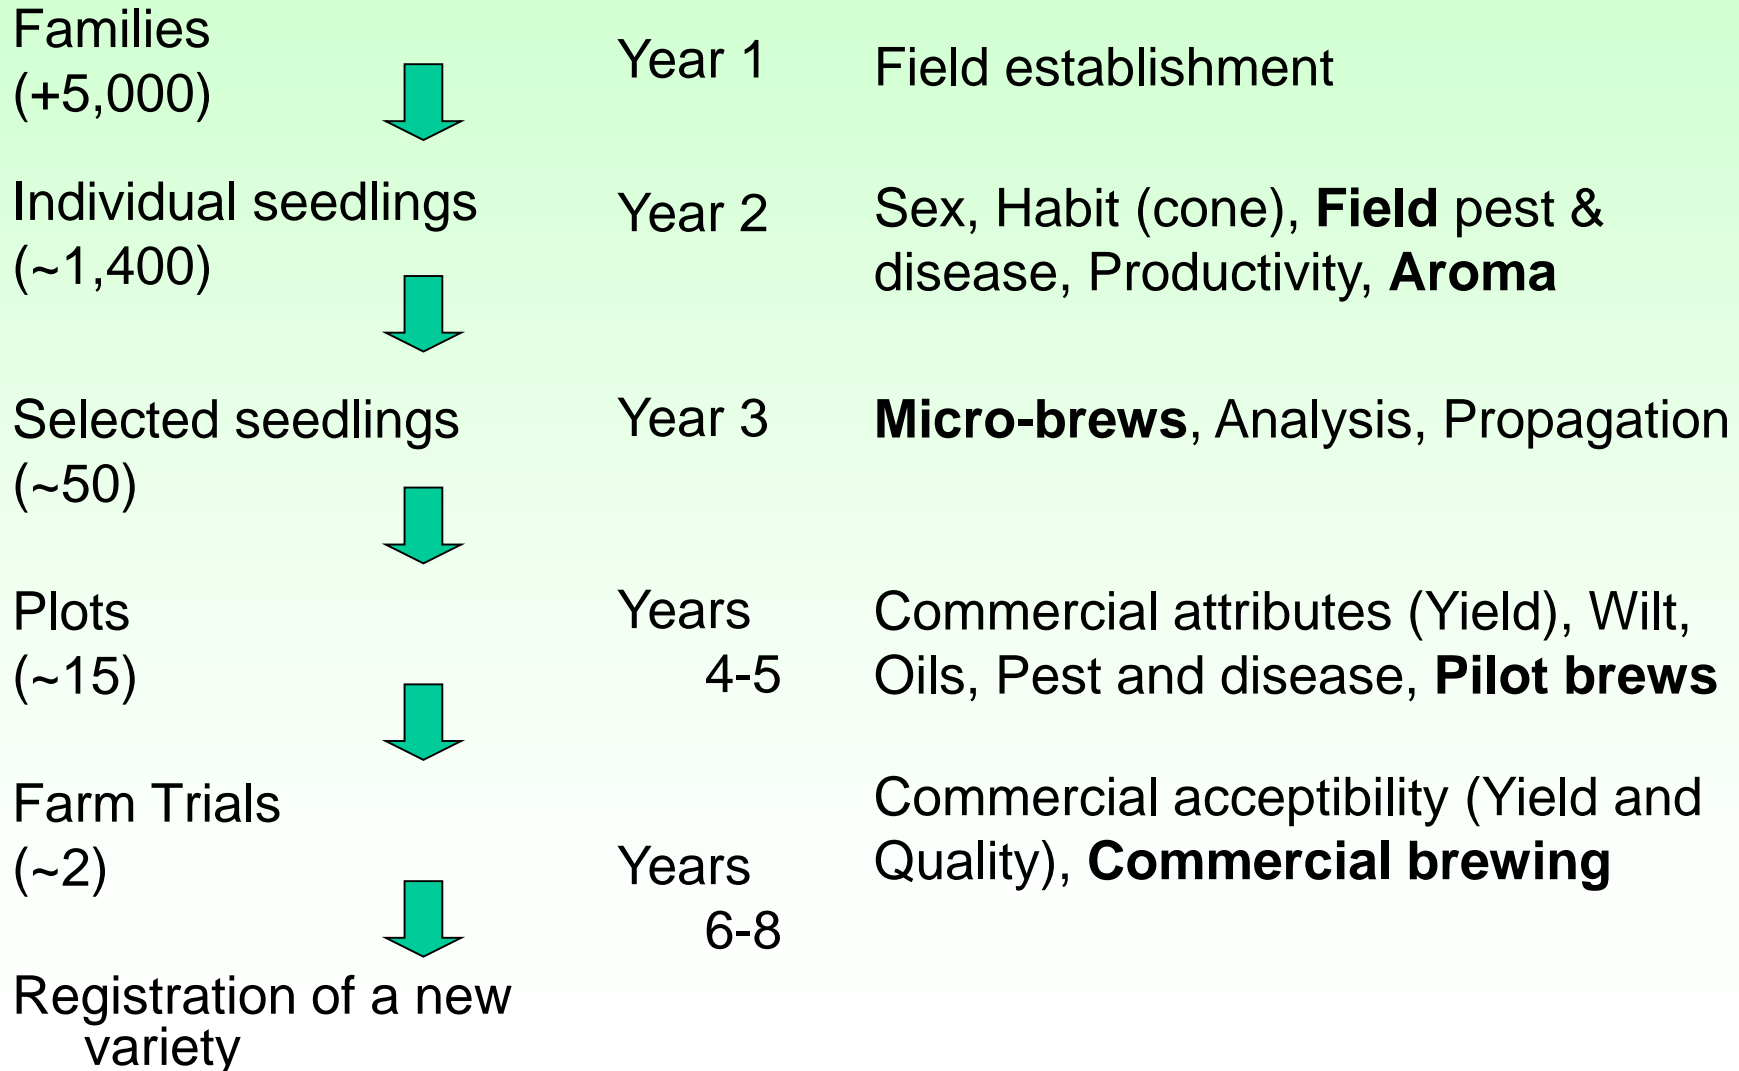 Families
(+5,000)
Year 1
Field establishment
Individual seedlings
(~1,400)
Year 2
Sex, Habit (cone), Field pest &
disease, Productivity, Aroma
Selected seedlings
(~50)
Year 3
Micro-brews, Analysis, Propagation
Plots
(~15)
Years
4-5
Commercial attributes (Yield), Wilt,
Oils, Pest and disease, Pilot brews
Farm Trials
(~2)
Years
6-8
Commercial acceptibility (Yield and
Quality), Commercial brewing
Registration of a new
variety